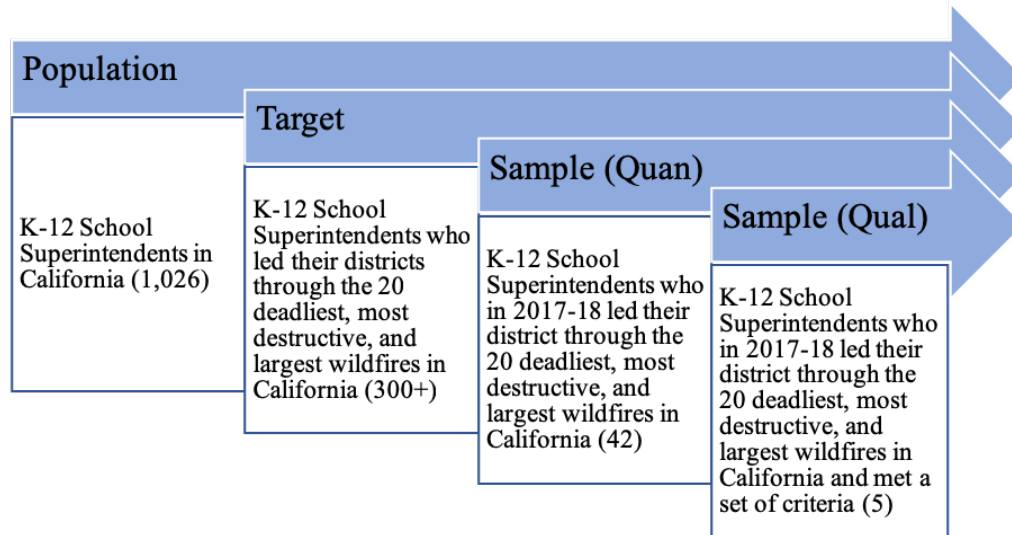 Population
K-12 School
Superintendents in
California (1,026)
Target
K-12 School
Superintendents who
led their districts
through the 20
deadliest, most
destructive, and
largest wildfires in
California (300+)
Sample (Quan)
K-12 School
Superintendents who
in 2017-18 led their
district through the
20 deadliest, most
destructive, and
largest wildfires in
California (42)
Sample (Qual)
K-12 School
Superintendents who
in 2017-18 led their
district through the
20 deadliest, most
destructive, and
largest wildfires in
California and met a
set of criteria (5)